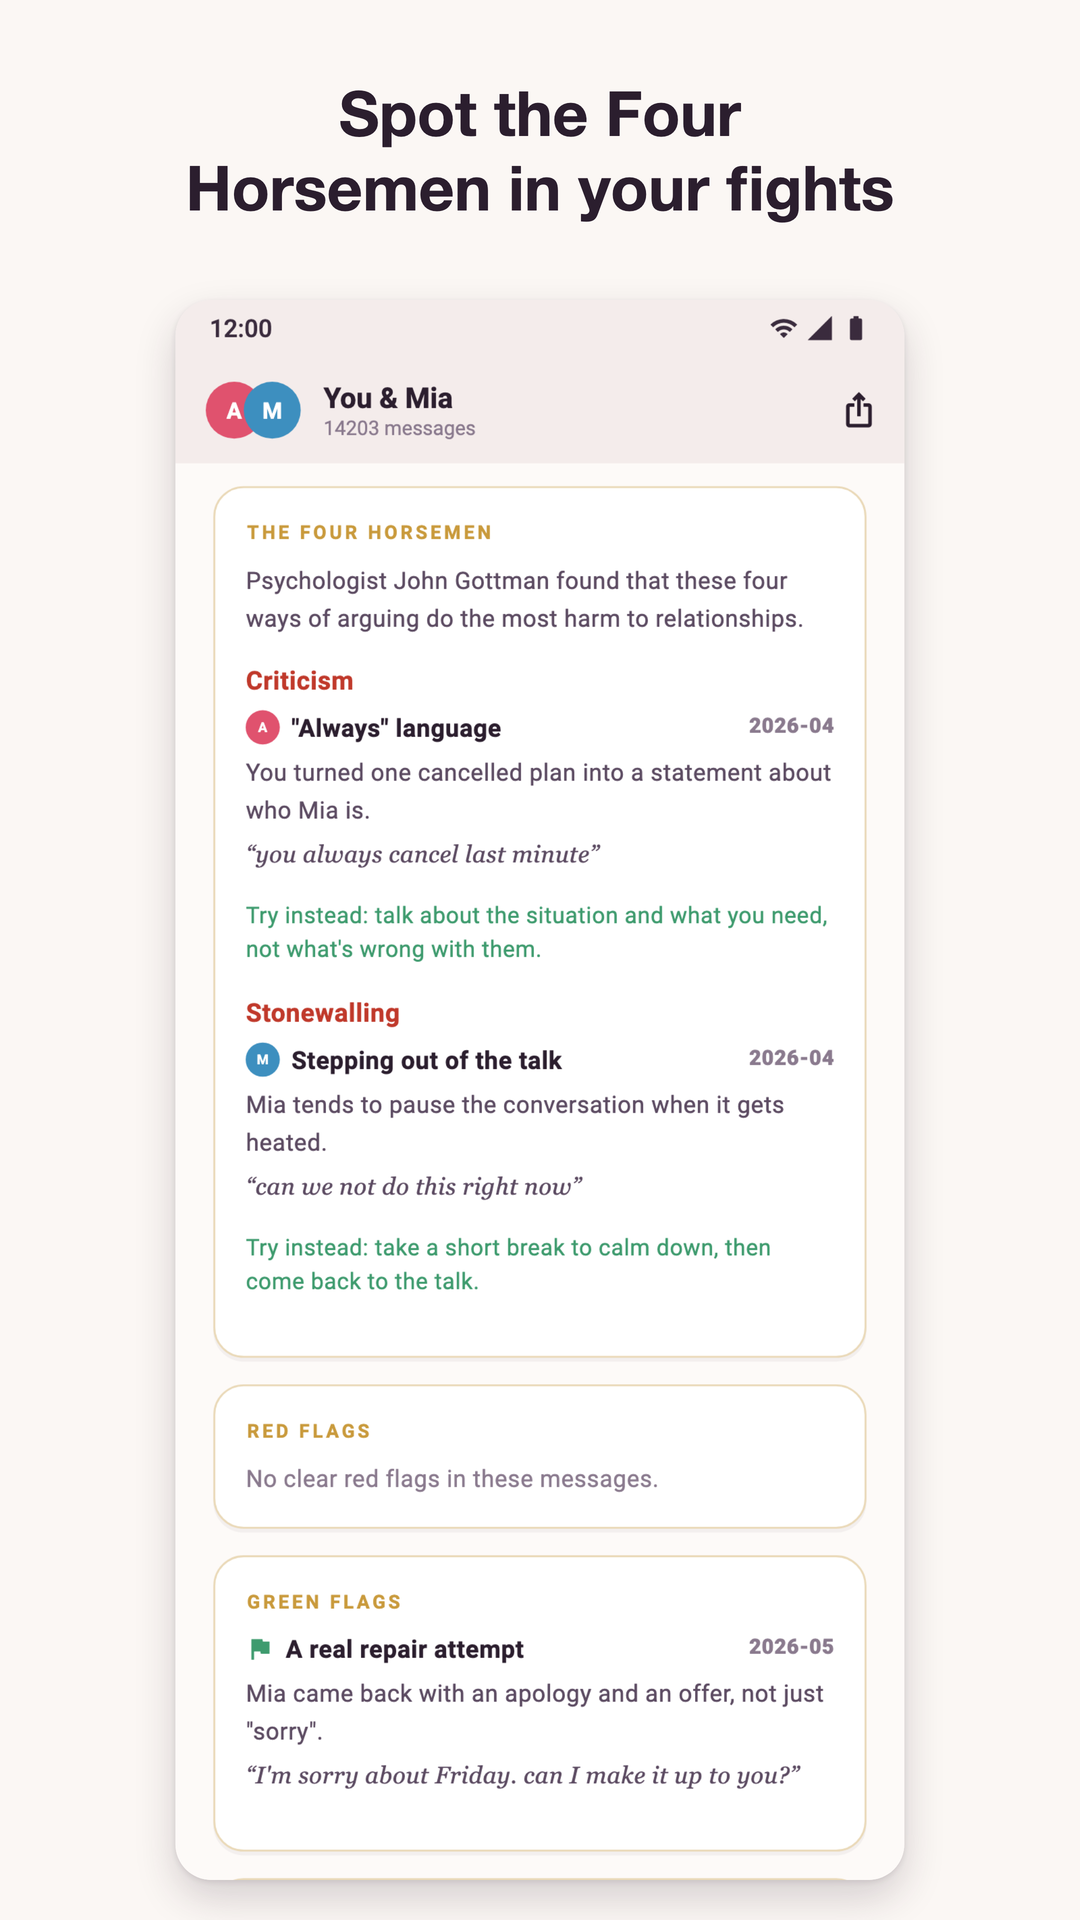 Spot the Four
Horsemen in your fights
12:00
A
M
You & Mia
14203 messages
THE FOUR HORSEMEN
Psychologist John Gottman found that these four
ways of arguing do the most harm to relationships.
Criticism
A
"Always" language
2026-04
You turned one cancelled plan into a statement about
who Mia is.
“you always cancel last minute”
Try instead: talk about the situation and what you need,
not what's wrong with them.
Stonewalling
M
Stepping out of the talk
2026-04
Mia tends to pause the conversation when it gets
heated.
“can we not do this right now”
Try instead: take a short break to calm down, then
come back to the talk.
RED FLAGS
No clear red flags in these messages.
GREEN FLAGS
A real repair attempt
2026-05
Mia came back with an apology and an offer, not just
"sorry".
“I'm sorry about Friday. can I make it up to you?”